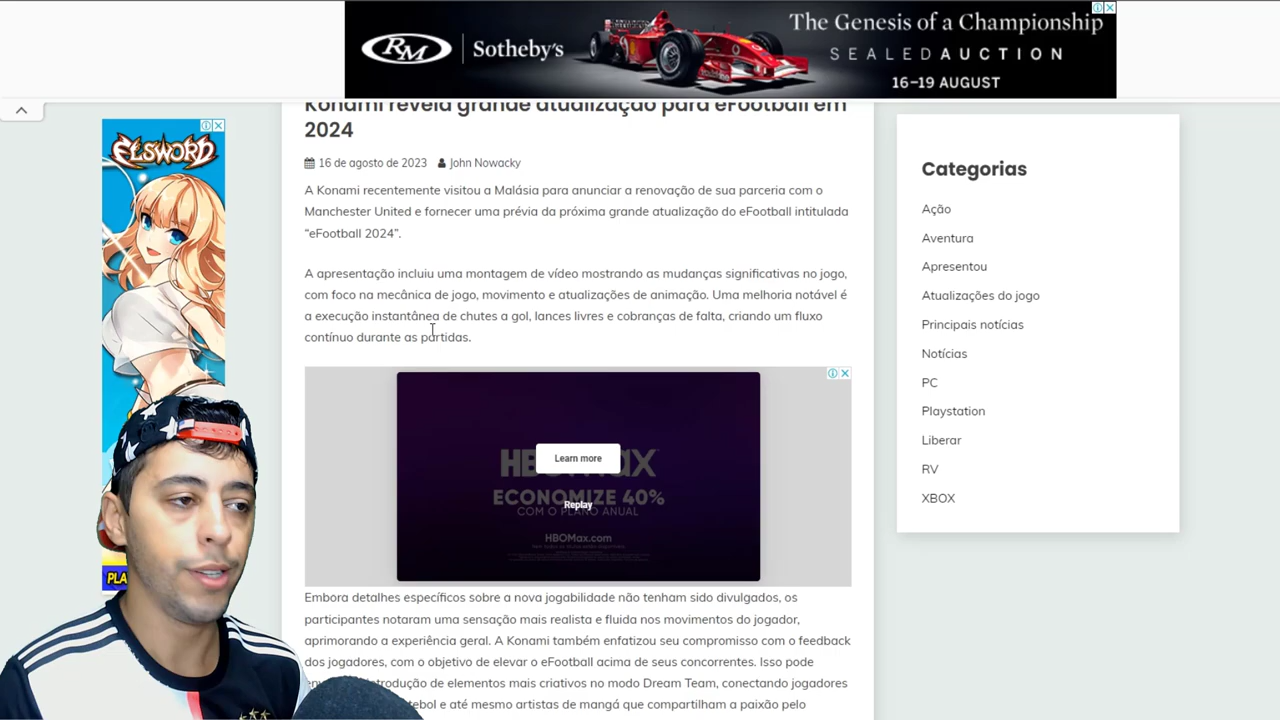 The Genesis of a Championship
RM Sotheby's
SEALED AUCTION
16–19 AUGUST
Konami revela grande atualização para eFootball em
2024
16 de agosto de 2023 John Nowacky
A Konami recentemente visitou a Malásia para anunciar a renovação de sua parceria com o
Manchester United e fornecer uma prévia da próxima grande atualização do eFootball intitulada
“eFootball 2024”.
A apresentação incluiu uma montagem de vídeo mostrando as mudanças significativas no jogo,
com foco na mecânica de jogo, movimento e atualizações de animação. Uma melhoria notável é
a execução instantânea de chutes a gol, lances livres e cobranças de falta, criando um fluxo
contínuo durante as partidas.
Learn more
ECONOMIZE 40%
Replay
COM O PLANO ANUAL
HBOMax.com
Embora detalhes específicos sobre a nova jogabilidade não tenham sido divulgados, os
participantes notaram uma sensação mais realista e fluida nos movimentos do jogador,
aprimorando a experiência geral. A Konami também enfatizou seu compromisso com o feedback
dos jogadores, com o objetivo de elevar o eFootball acima de seus concorrentes. Isso pode
introdução de elementos mais criativos no modo Dream Team, conectando jogadores
e até mesmo artistas de mangá que compartilham a paixão pelo
ELSWORD
Categorias
Ação
Aventura
Apresentou
Atualizações do jogo
Principais notícias
Notícias
PC
Playstation
Liberar
RV
XBOX